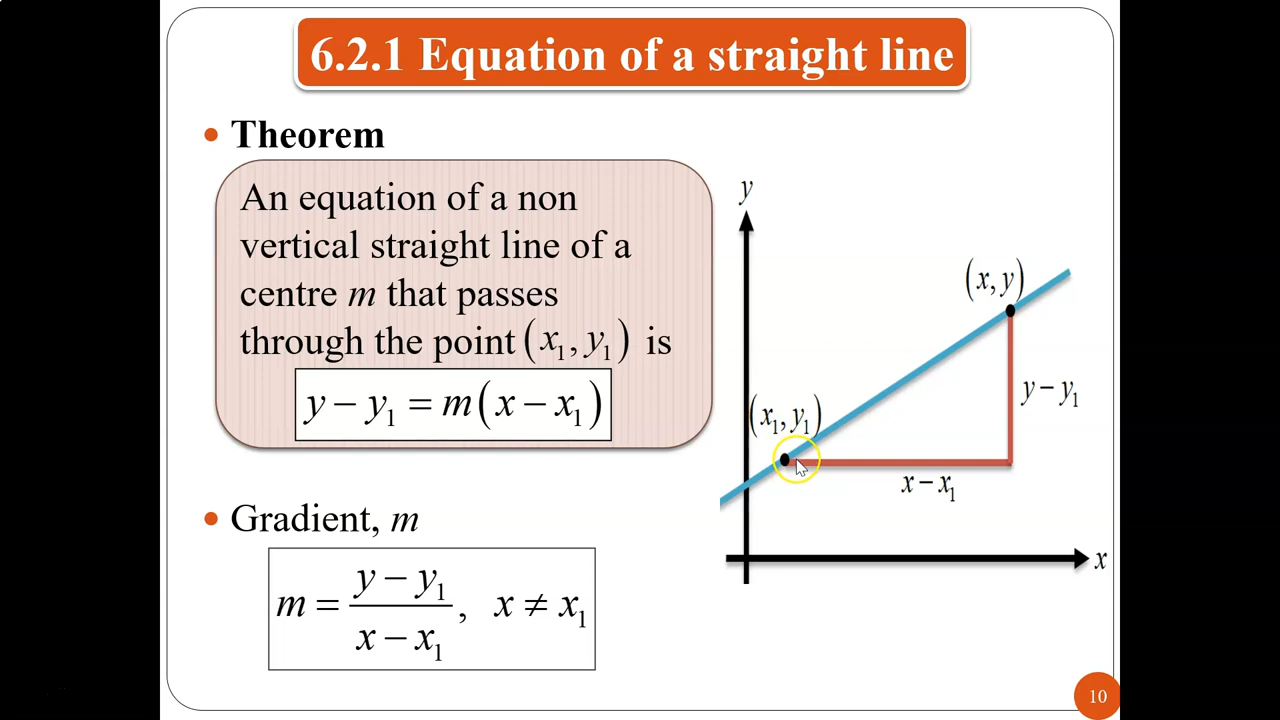 6.2.1 Equation of a straight line
• Theorem
An equation of a non
vertical straight line of a
centre m that passes
through the point (x₁, y₁) is
y − y₁ = m(x − x₁)
• Gradient, m
m = (y − y₁)/(x − x₁), x ≠ x₁
y
(x, y)
y − y₁
(x₁, y₁)
x − x₁
x
10